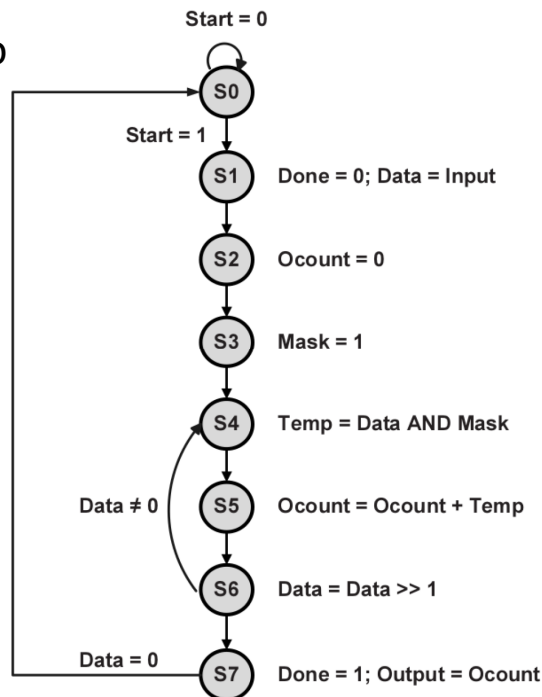 Start = 0
S0
Start = 1
S1 Done = 0; Data = Input
S2 Ocount = 0
S3 Mask = 1
S4 Temp = Data AND Mask
Data ≠ 0
S5 Ocount = Ocount + Temp
S6 Data = Data >> 1
Data = 0
S7 Done = 1; Output = Ocount